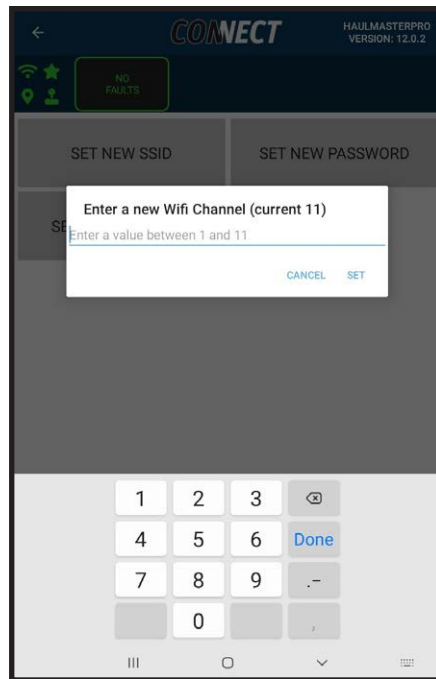 CONNECT
HAULMASTERPRO
VERSION: 12.0.2
NO
FAULTS
SET NEW SSID
SET NEW PASSWORD
SE
Enter a new Wifi Channel (current 11)
Enter a value between 1 and 11
CANCEL SET
1 2 3
4 5 6 Done
7 8 9 .-
0 ,